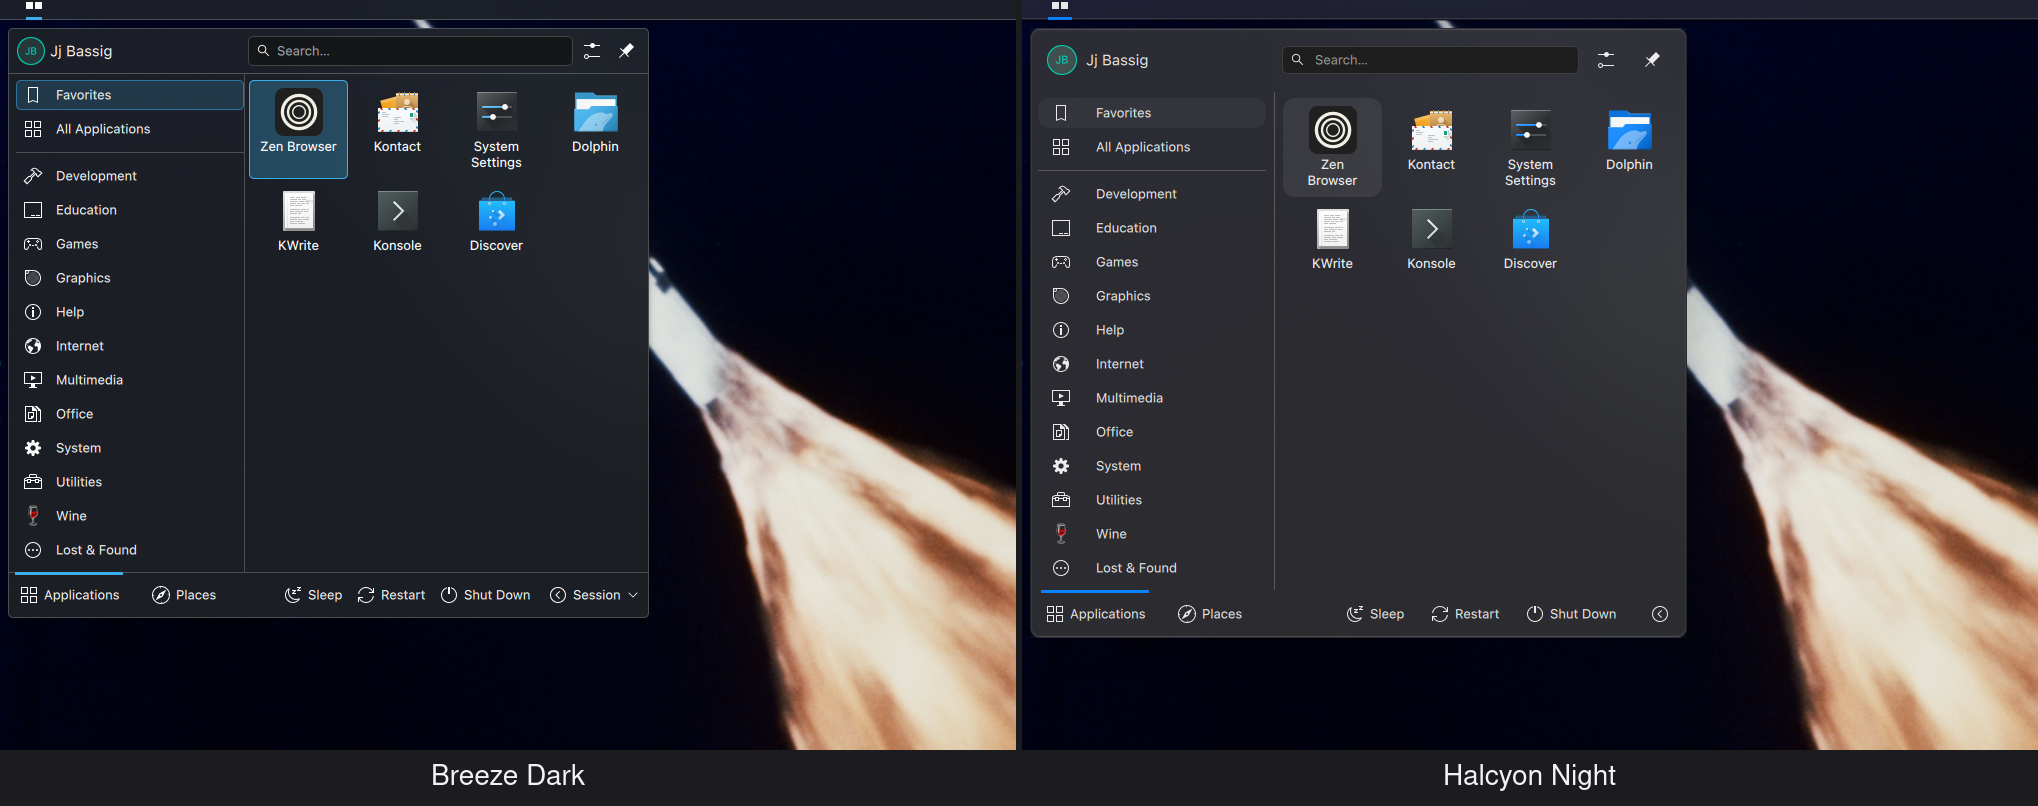 JB Jj Bassig
Search...
Favorites
All Applications
Development
Education
Games
Graphics
Help
Internet
Multimedia
Office
System
Utilities
Wine
Lost & Found
Zen Browser
Kontact
System
Settings
Dolphin
KWrite
Konsole
Discover
Applications
Places
Sleep
Restart
Shut Down
Session
Breeze Dark
JB Jj Bassig
Search...
Favorites
All Applications
Development
Education
Games
Graphics
Help
Internet
Multimedia
Office
System
Utilities
Wine
Lost & Found
Zen
Browser
Kontact
System
Settings
Dolphin
KWrite
Konsole
Discover
Applications
Places
Sleep
Restart
Shut Down
Halcyon Night